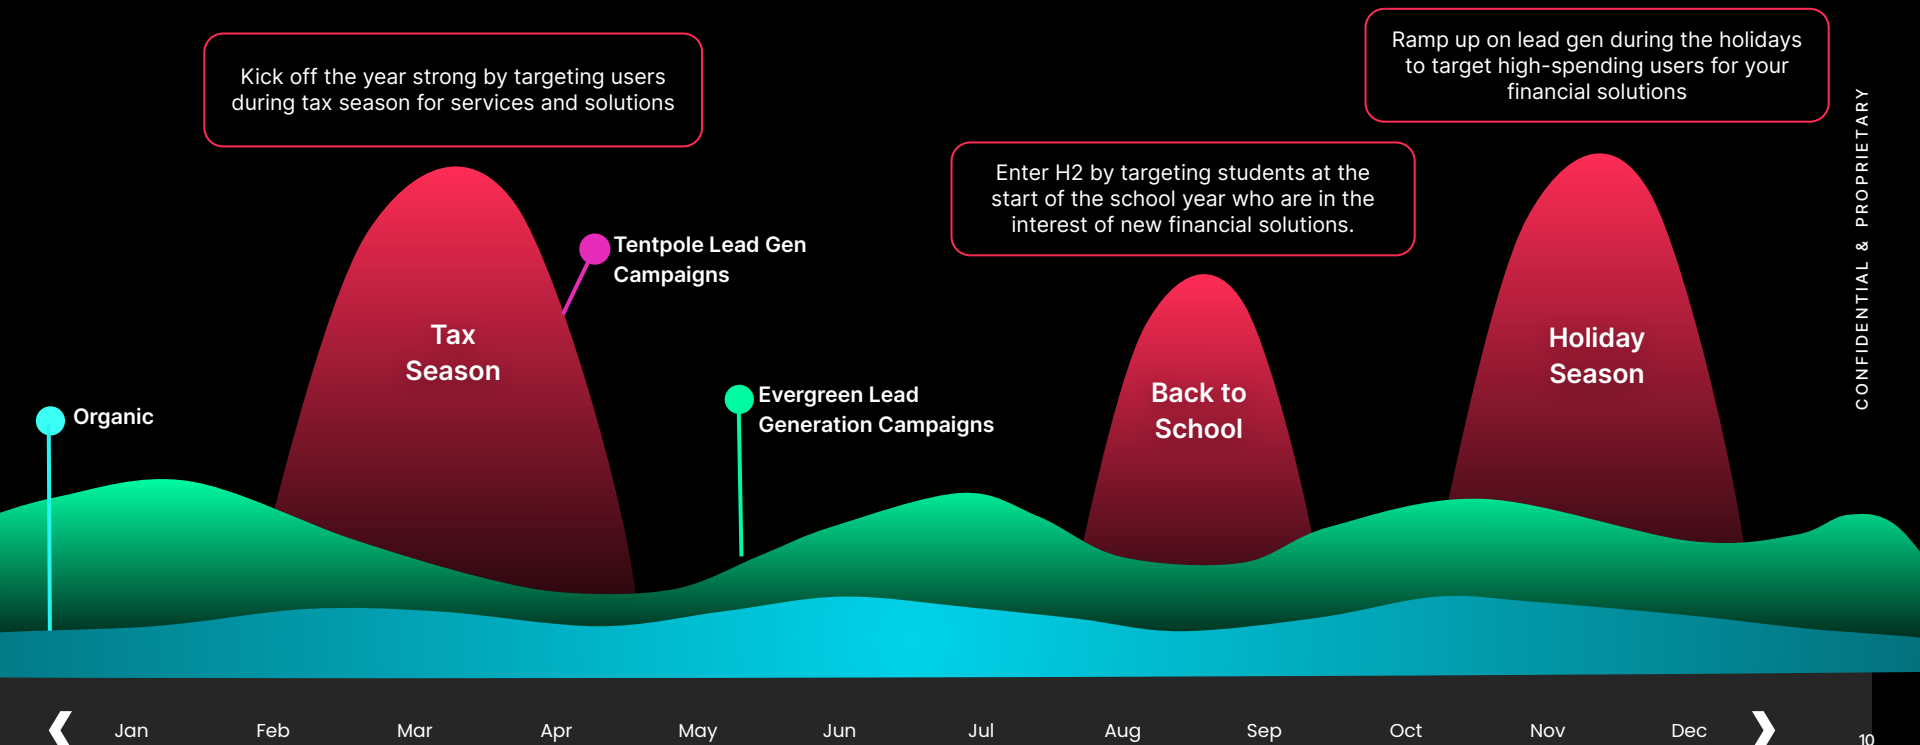 Kick off the year strong by targeting users
during tax season for services and solutions
Ramp up on lead gen during the holidays
to target high-spending users for your
financial solutions
Enter H2 by targeting students at the
start of the school year who are in the
interest of new financial solutions.
Tentpole Lead Gen
Campaigns
Tax
Season
Holiday
Season
Back to
School
Evergreen Lead
Generation Campaigns
Organic
CONFIDENTIAL & PROPRIETARY
Jan Feb Mar Apr May Jun Jul Aug Sep Oct Nov Dec
10